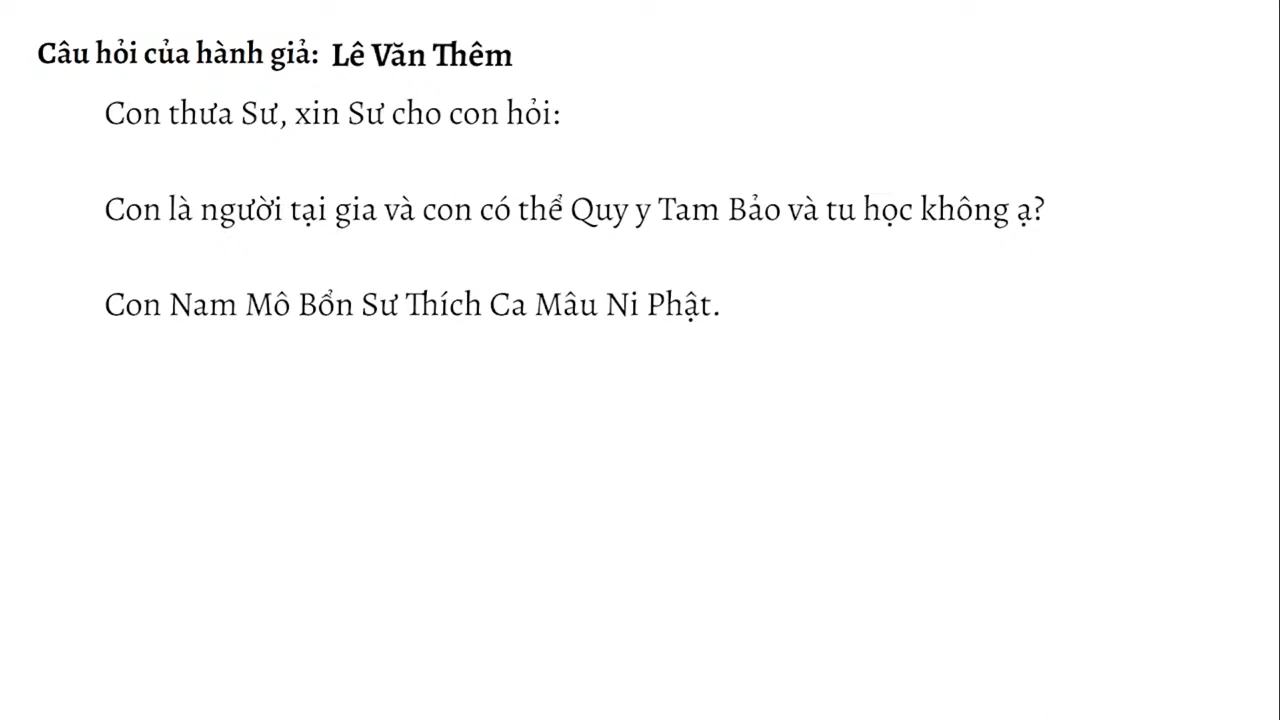 Câu hỏi của hành giả: Lê Văn Thêm
Con thưa Sư, xin Sư cho con hỏi:
Con là người tại gia và con có thể Quy y Tam Bảo và tu học không ạ?
Con Nam Mô Bổn Sư Thích Ca Mâu Ni Phật.